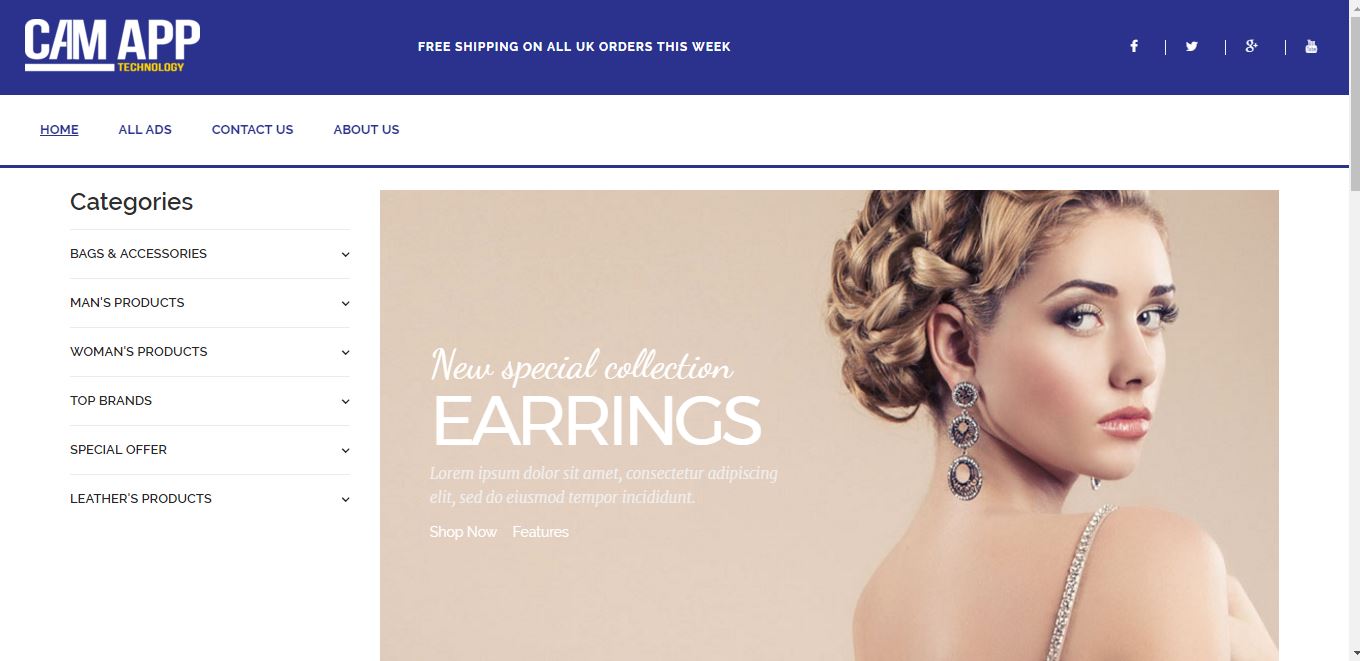 CAM APP
TECHNOLOGY
FREE SHIPPING ON ALL UK ORDERS THIS WEEK
HOME
ALL ADS
CONTACT US
ABOUT US
Categories
BAGS & ACCESSORIES
MAN'S PRODUCTS
WOMAN'S PRODUCTS
TOP BRANDS
SPECIAL OFFER
LEATHER'S PRODUCTS
New special collection
EARRINGS
Lorem ipsum dolor sit amet, consectetur adipiscing
elit, sed do eiusmod tempor incididunt.
Shop Now Features